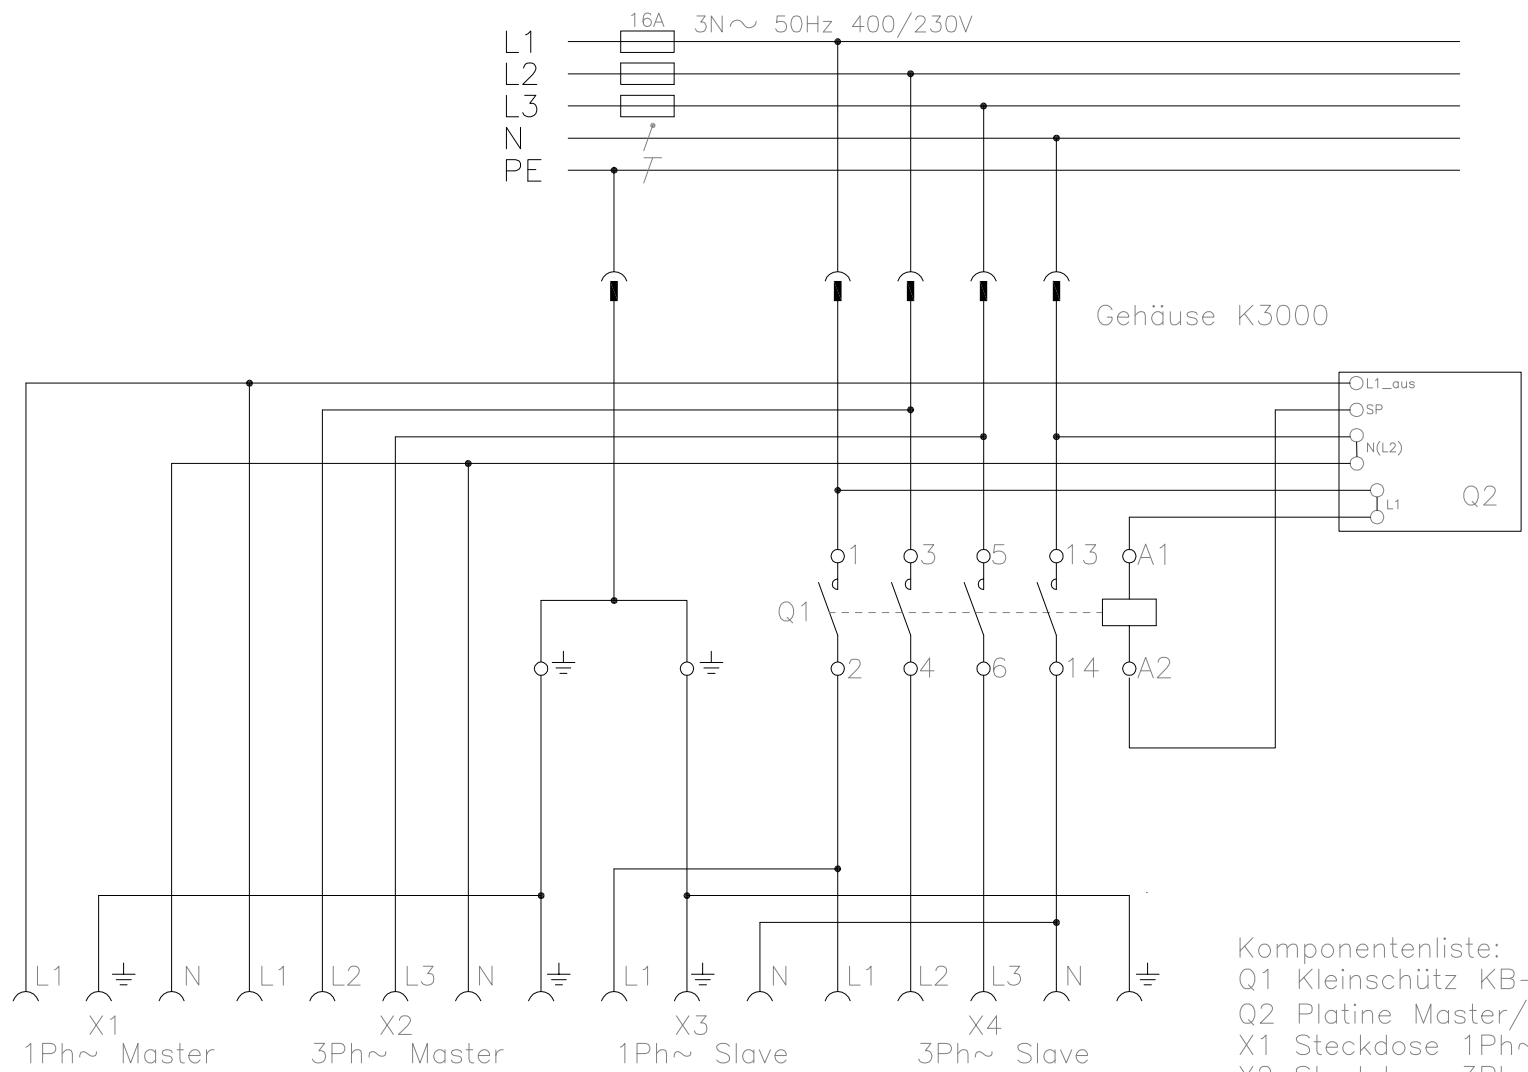 16A 3N~ 50Hz 400/230V
L1
L2
L3
N
PE
Gehäuse K3000
L1_aus
SP
N(L2)
L1
Q2
1 3 5 13 A1
Q1
2 4 6 14 A2
L1 N L1 L2 L3 N L1 N L1 L2 L3 N
X1 X2 X3 X4
1Ph~ Master 3Ph~ Master 1Ph~ Slave 3Ph~ Slave
Komponentenliste:
Q1 Kleinschütz KB-
Q2 Platine Master/
X1 Steckdose 1Ph~